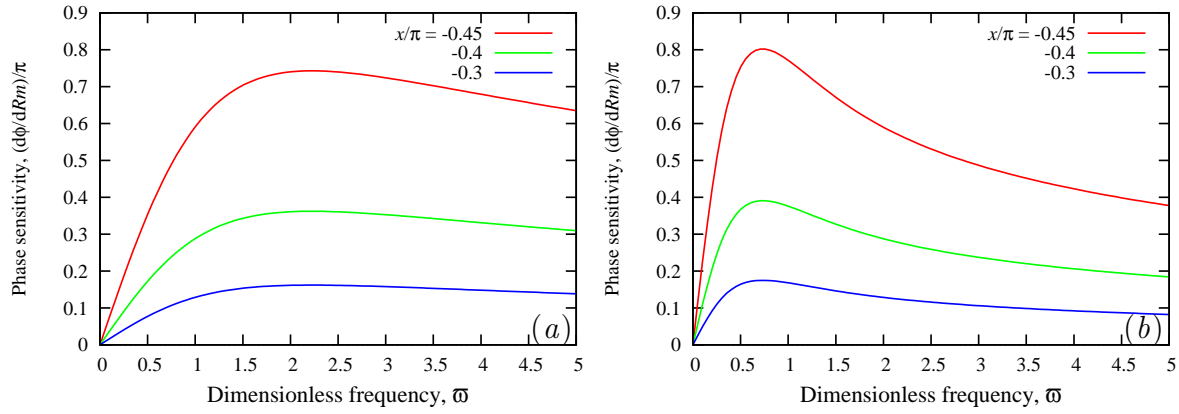 0.9
0.8
0.7
0.6
0.5
0.4
0.3
0.2
0.1
0
0 0.5 1 1.5 2 2.5 3 3.5 4 4.5 5
Phase sensitivity, (dϕ/dRm)/π
Dimensionless frequency, ϖ
x/π = -0.45
-0.4
-0.3
(a)
0.9
0.8
0.7
0.6
0.5
0.4
0.3
0.2
0.1
0
0 0.5 1 1.5 2 2.5 3 3.5 4 4.5 5
Phase sensitivity, (dϕ/dRm)/π
Dimensionless frequency, ϖ
x/π = -0.45
-0.4
-0.3
(b)